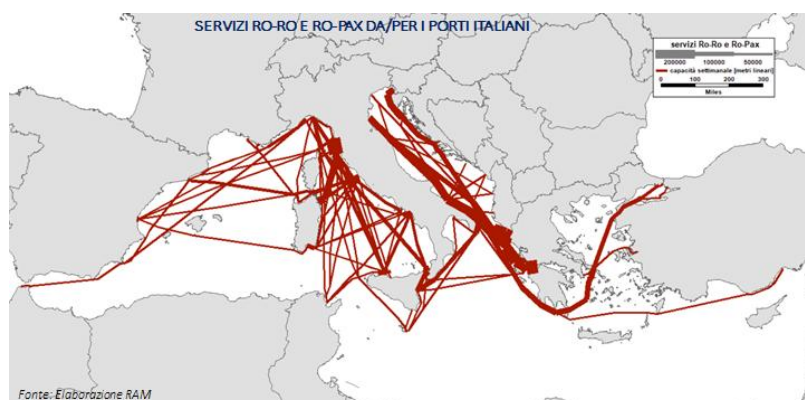 SERVIZI RO-RO E RO-PAX DA/PER I PORTI ITALIANI
servizi Ro-Ro e Ro-Pax
200000 100000 50000
capacità settimanale [metri lineari]
0 100 200 300
Miles
Fonte: Elaborazione RAM